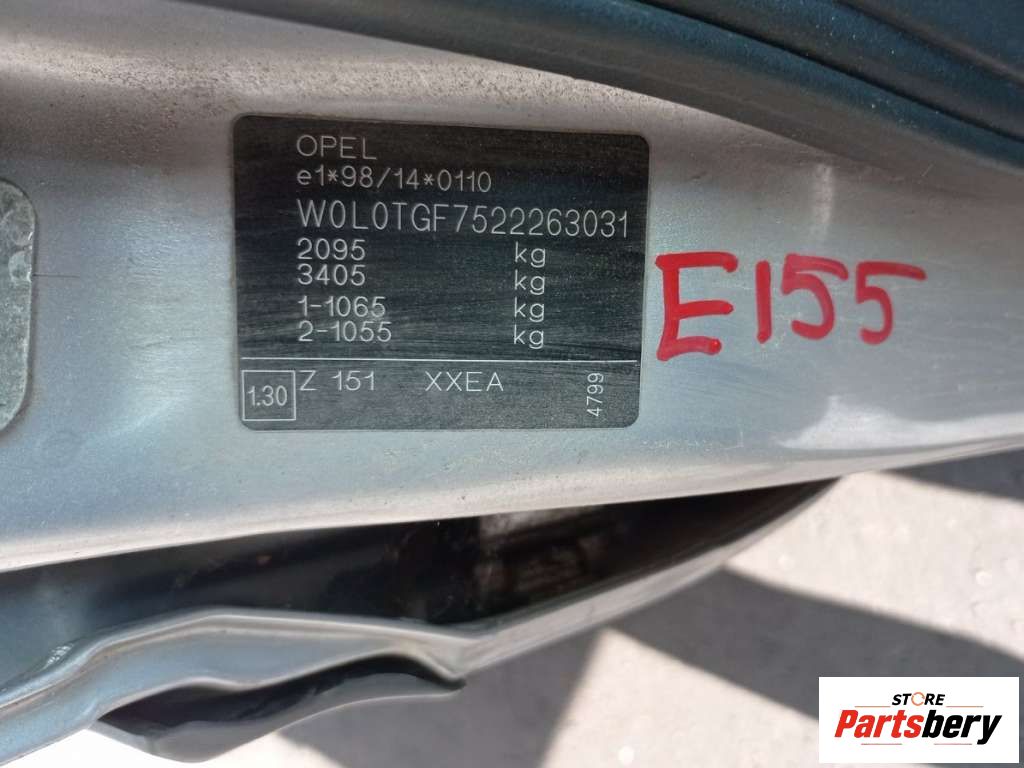 OPEL
e1*98/14*0110
W0L0TGF7522263031
2095 kg
3405 kg
1-1065 kg
2-1055 kg
1.30 Z 151 XXEA 4799
E155
STORE
Partsbery